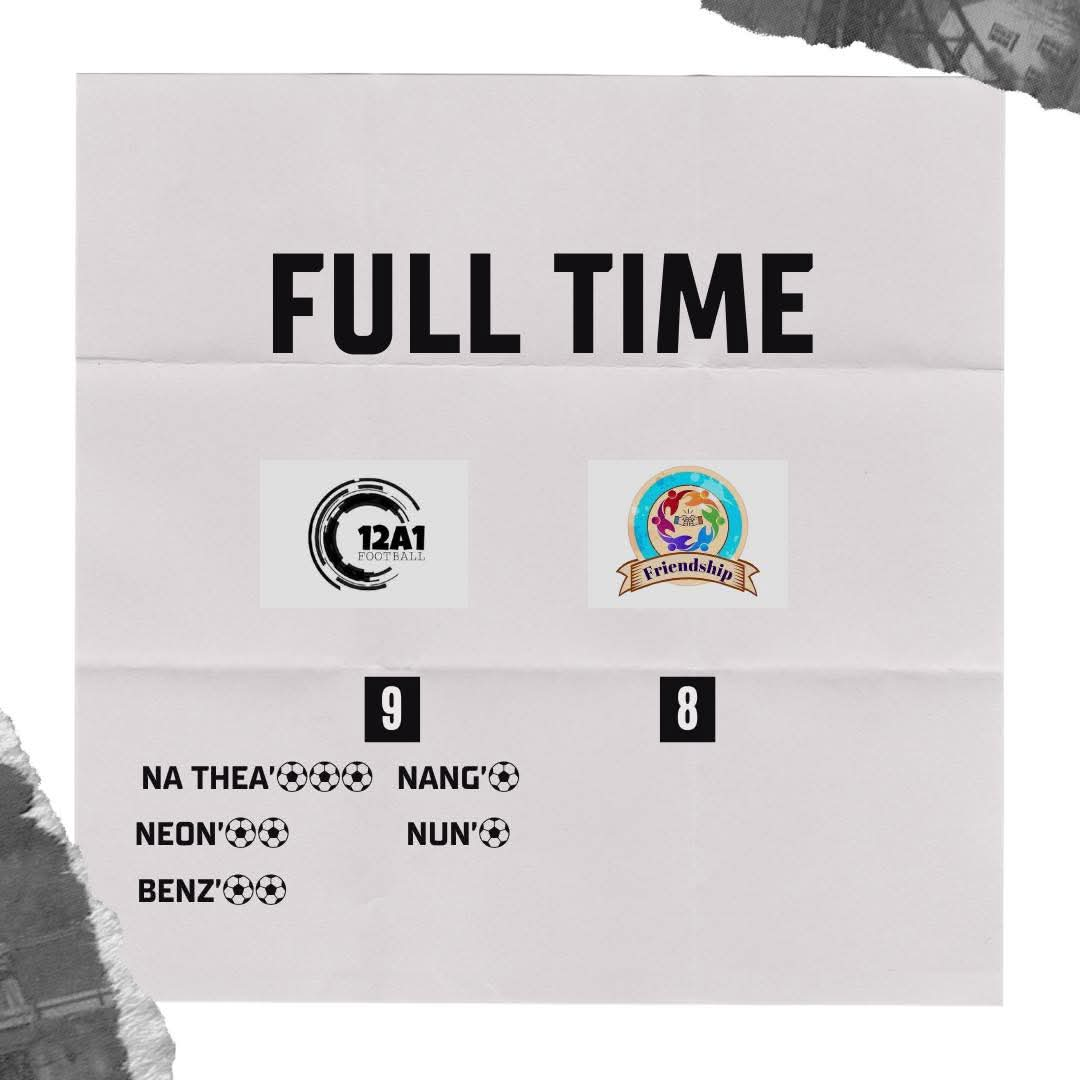 FULL TIME
12A1
FOOTBALL
Friendship
9 8
NA THEA'⚽⚽⚽ NANG'⚽
NEON'⚽⚽ NUN'⚽
BENZ'⚽⚽